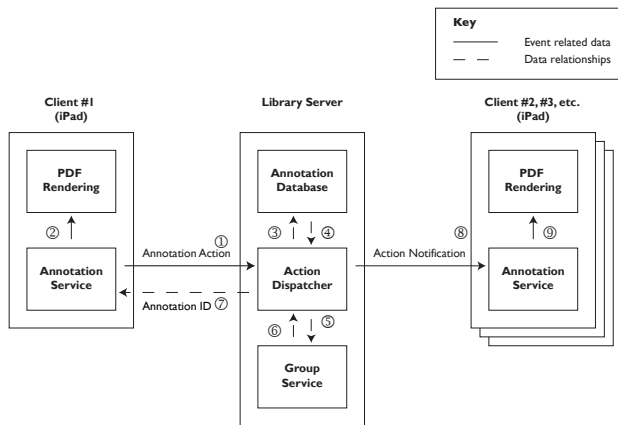 Key
Event related data
Data relationships
Client #1
(iPad)
Library Server
Client #2, #3, etc.
(iPad)
PDF
Rendering
Annotation
Database
PDF
Rendering
② ③ ④ ⑧ ⑨
①
Annotation Action
Action Notification
Annotation
Service
Action
Dispatcher
Annotation
Service
Annotation ID ⑦
⑥ ⑤
Group
Service